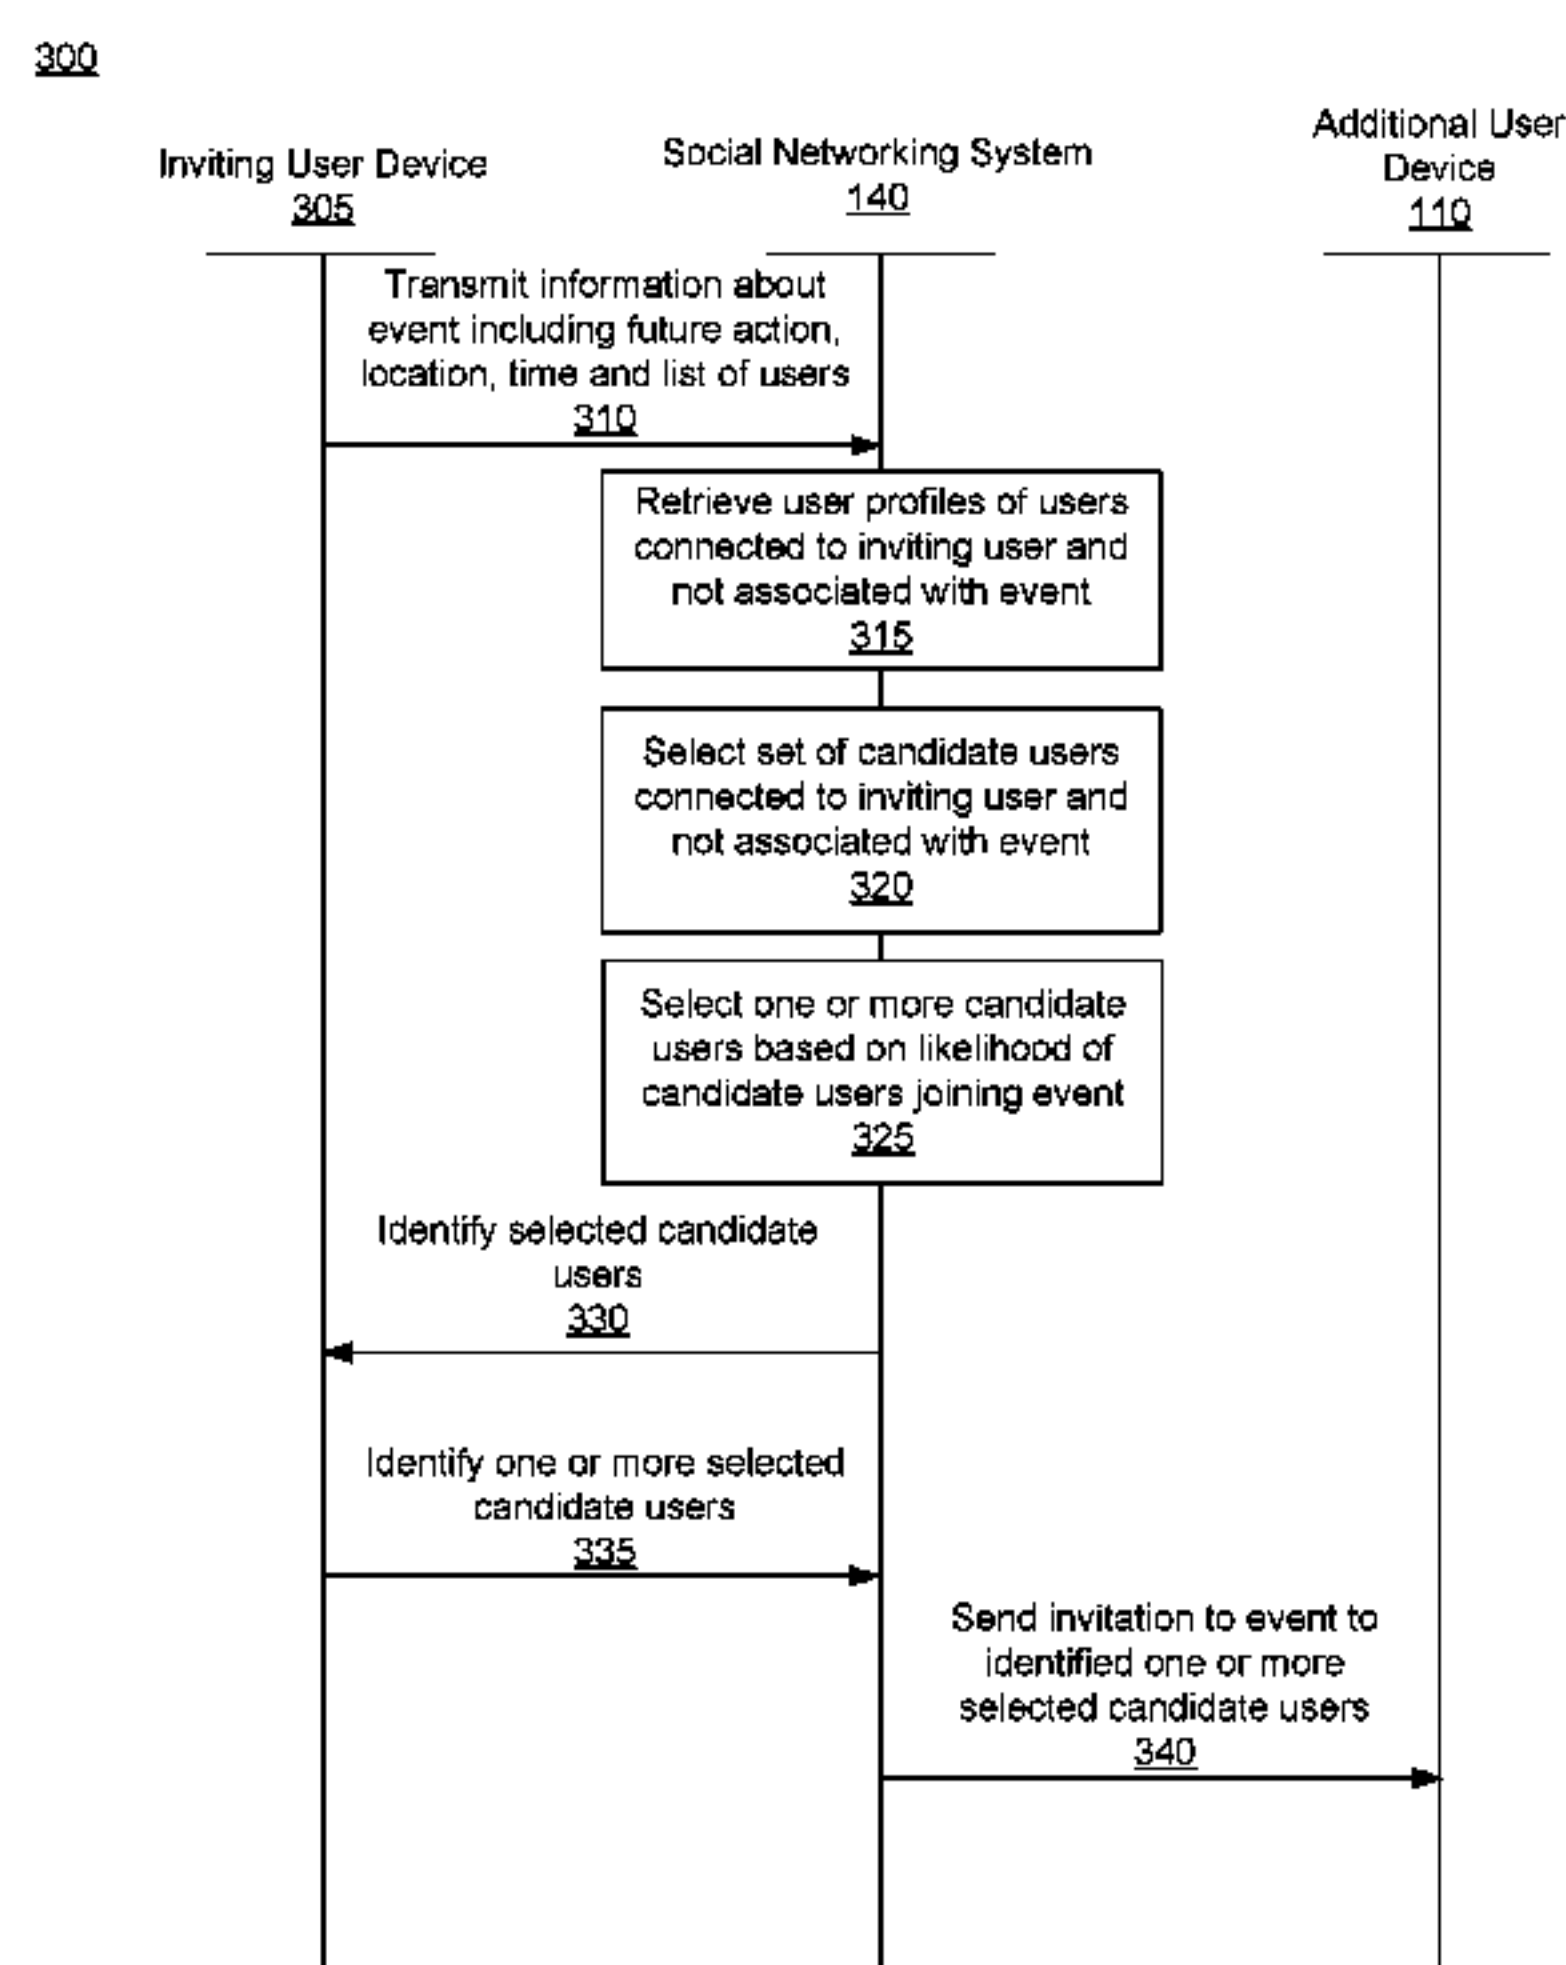 300
Inviting User Device
305
Social Networking System
140
Additional User
Device
110
Transmit information about
event including future action,
location, time and list of users
310
Retrieve user profiles of users
connected to inviting user and
not associated with event
315
Select set of candidate users
connected to inviting user and
not associated with event
320
Select one or more candidate
users based on likelihood of
candidate users joining event
325
Identify selected candidate
users
330
Identify one or more selected
candidate users
335
Send invitation to event to
identified one or more
selected candidate users
340